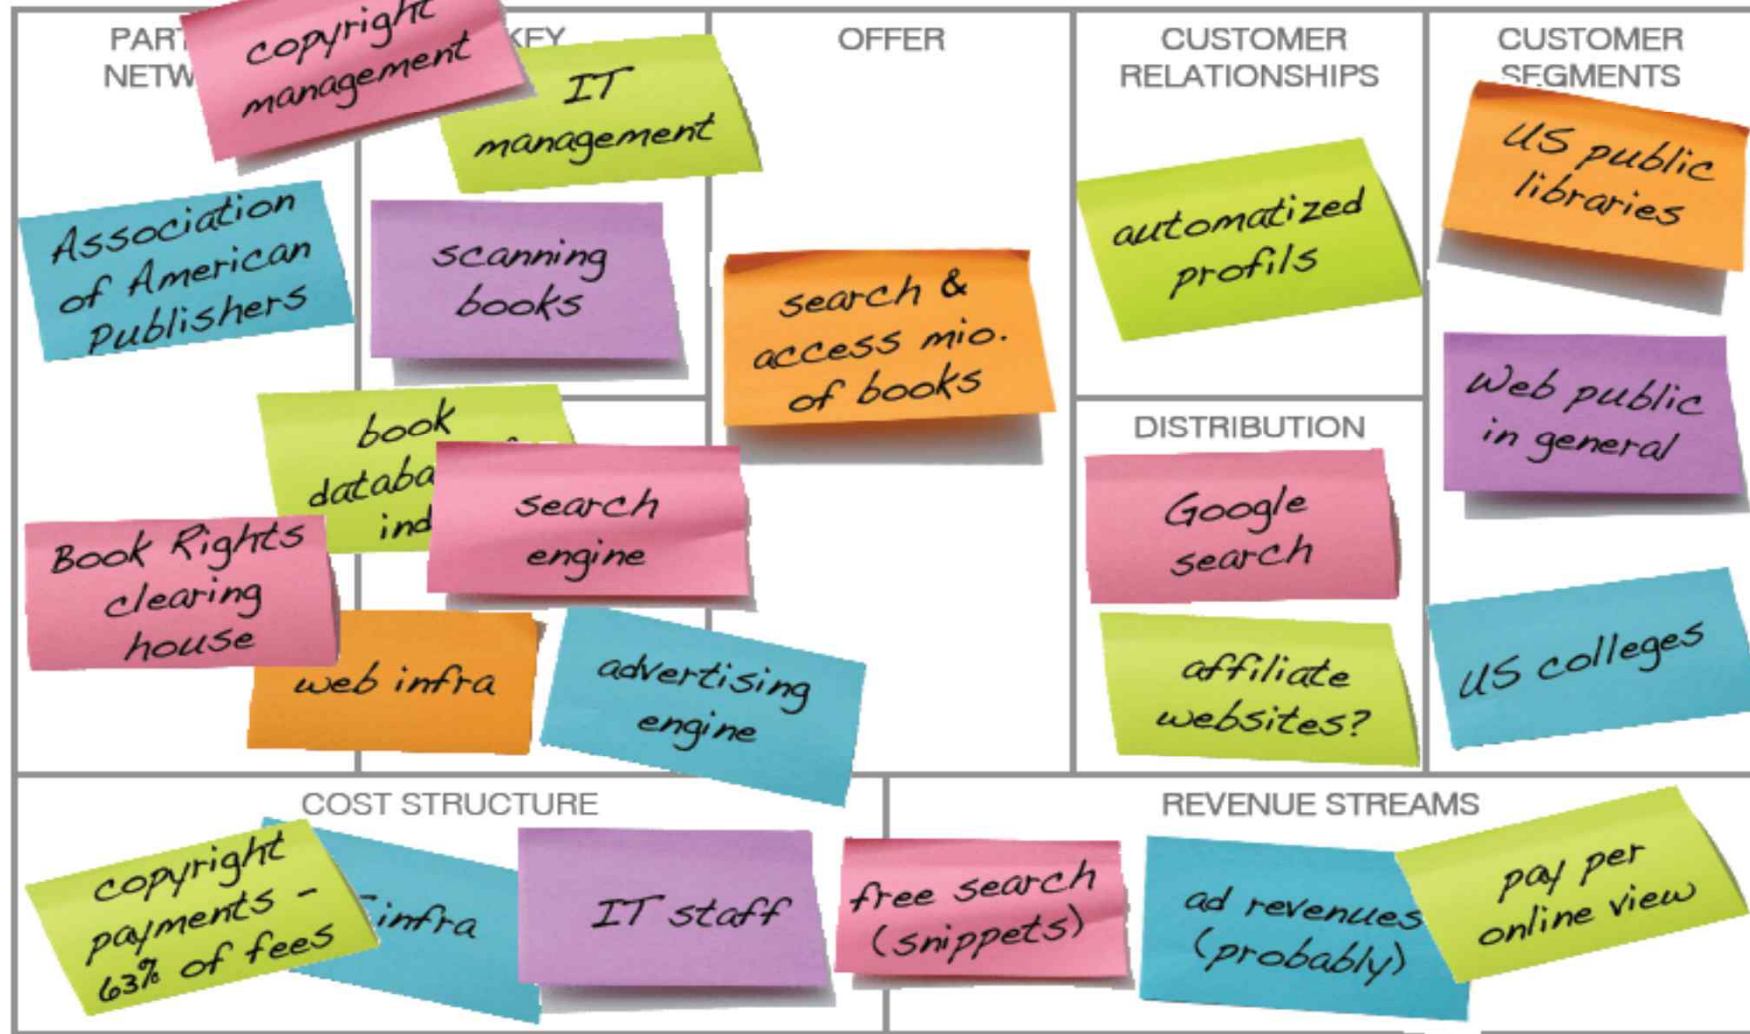 PART
NETW
KEY
OFFER
CUSTOMER
RELATIONSHIPS
CUSTOMER
SEGMENTS
copyright
management
IT
management
Association
of American
Publishers
scanning
books
search &
access mio.
of books
automatized
profils
US public
libraries
Web public
in general
US colleges
book
databa
ind
search
engine
Book Rights
clearing
house
web infra
advertising
engine
DISTRIBUTION
Google
search
affiliate
websites?
COST STRUCTURE
copyright
payments -
63% of fees
infra
IT staff
REVENUE STREAMS
free search
(snippets)
ad revenues
(probably)
pay per
online view